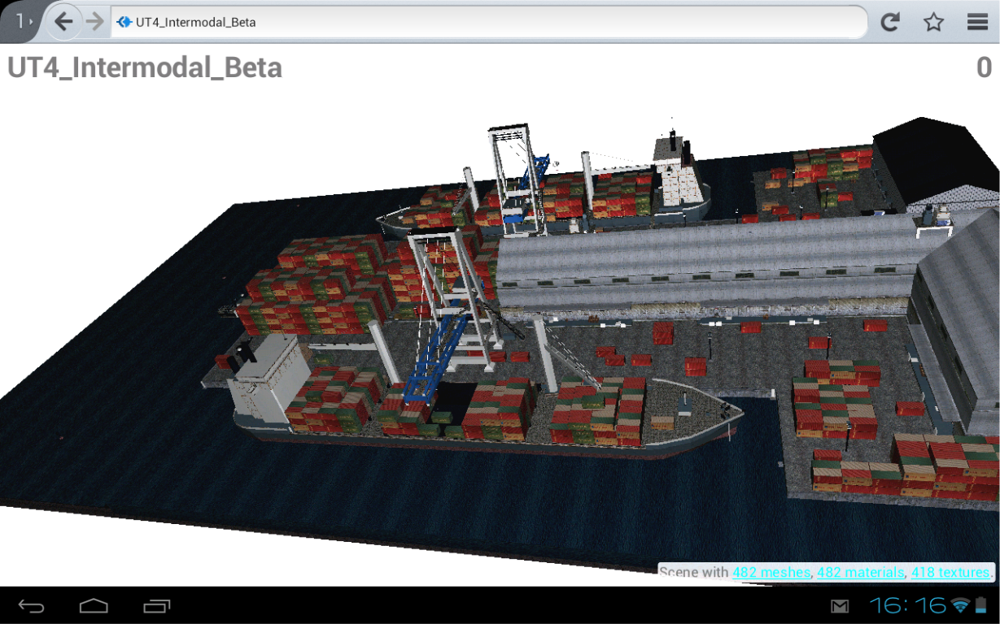 1
UT4_Intermodal_Beta
UT4_Intermodal_Beta
0
Scene with 482 meshes, 482 materials, 418 textures.
16:16